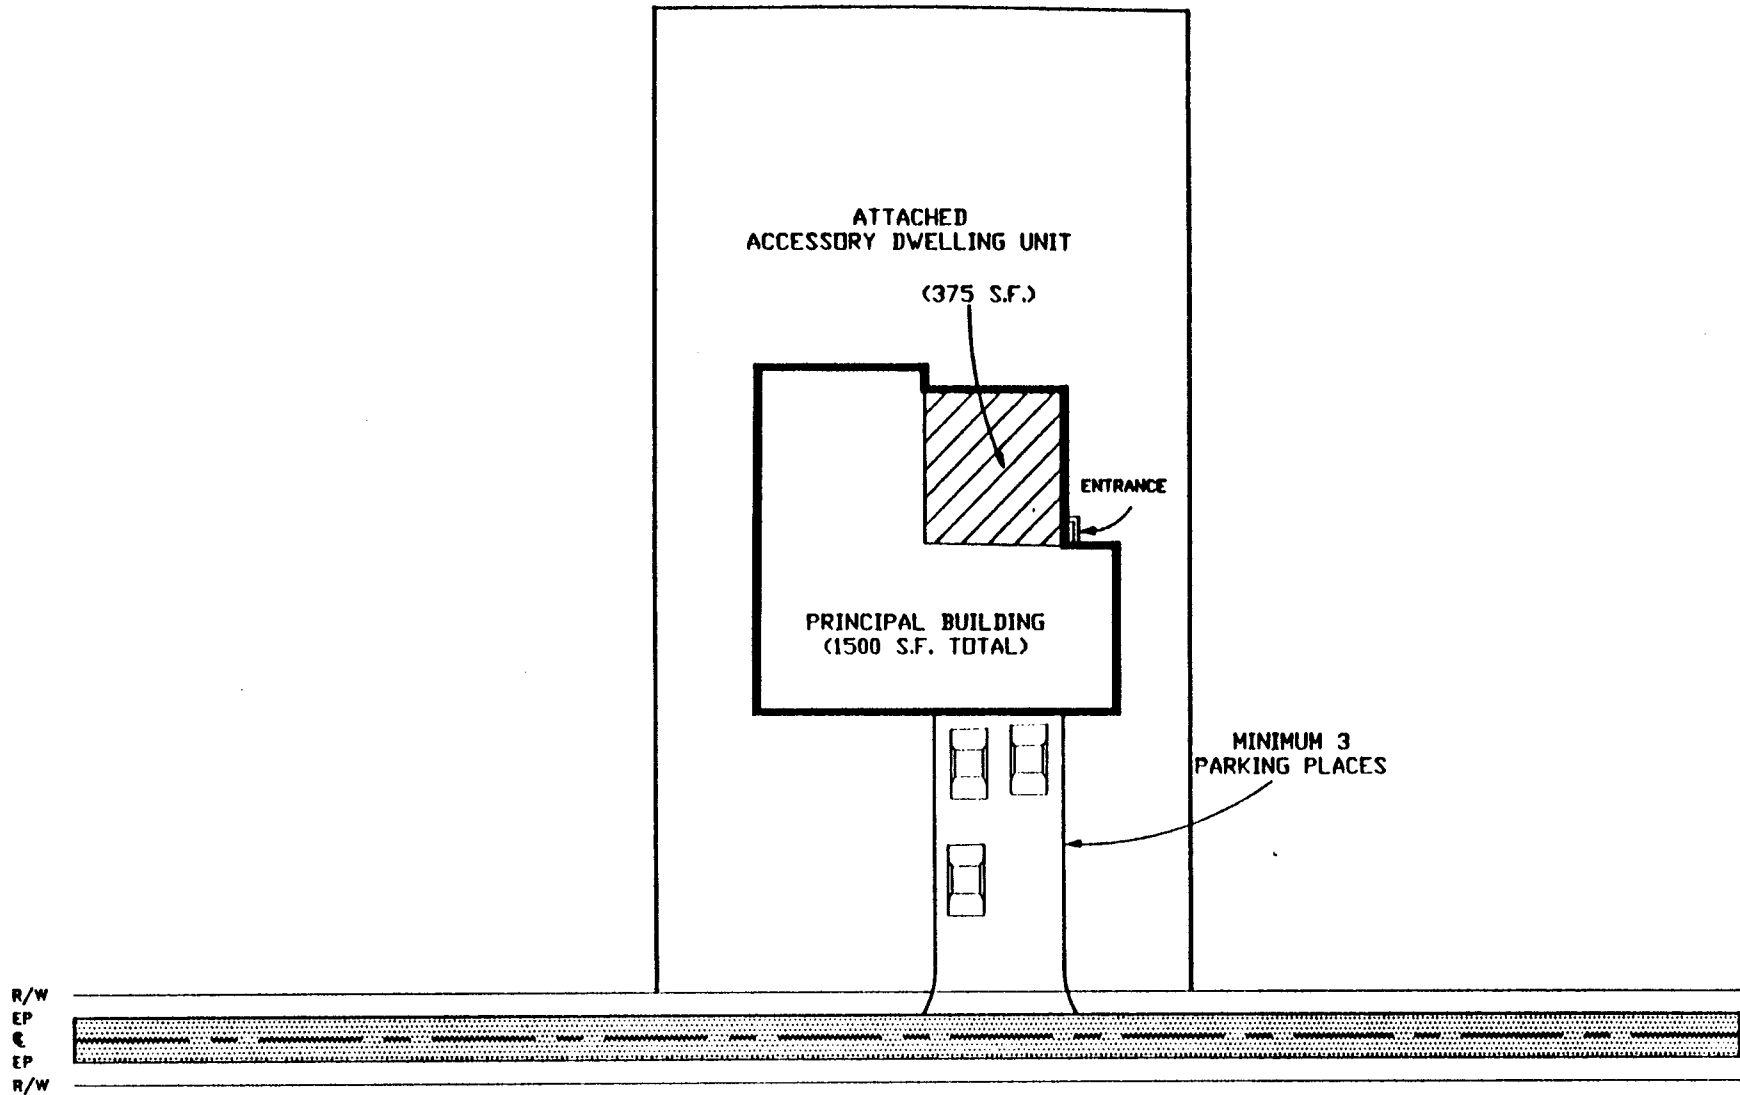 ATTACHED
ACCESSORY DWELLING UNIT
(375 S.F.)
ENTRANCE
PRINCIPAL BUILDING
(1500 S.F. TOTAL)
MINIMUM 3
PARKING PLACES
R/W
EP
℄
EP
R/W